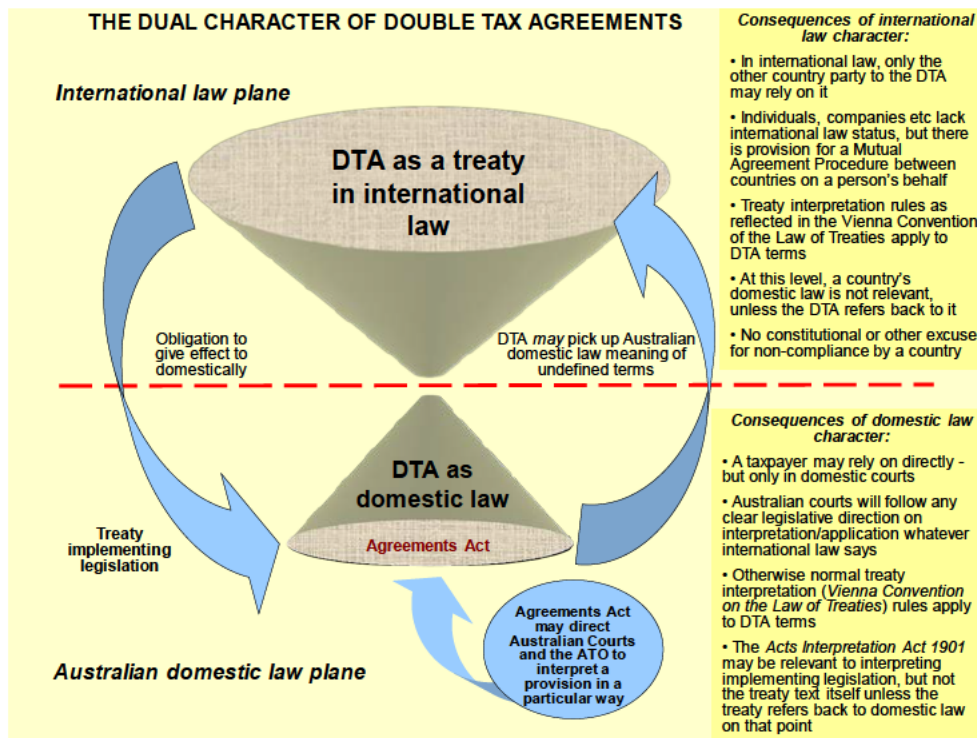 THE DUAL CHARACTER OF DOUBLE TAX AGREEMENTS
International law plane
DTA as a treaty
in international
law
Obligation to
give effect to
domestically
DTA may pick up Australian
domestic law meaning of
undefined terms
DTA as
domestic law
Agreements Act
Treaty
implementing
legislation
Agreements Act
may direct
Australian Courts
and the ATO to
interpret a
provision in a
particular way
Australian domestic law plane
Consequences of international
law character:
• In international law, only the
other country party to the DTA
may rely on it
• Individuals, companies etc lack
international law status, but there
is provision for a Mutual
Agreement Procedure between
countries on a person's behalf
• Treaty interpretation rules as
reflected in the Vienna Convention
of the Law of Treaties apply to
DTA terms
• At this level, a country's
domestic law is not relevant,
unless the DTA refers back to it
• No constitutional or other excuse
for non-compliance by a country
Consequences of domestic law
character:
• A taxpayer may rely on directly -
but only in domestic courts
• Australian courts will follow any
clear legislative direction on
interpretation/application whatever
international law says
• Otherwise normal treaty
interpretation (Vienna Convention
on the Law of Treaties) rules apply
to DTA terms
• The Acts Interpretation Act 1901
may be relevant to interpreting
implementing legislation, but not
the treaty text itself unless the
treaty refers back to domestic law
on that point